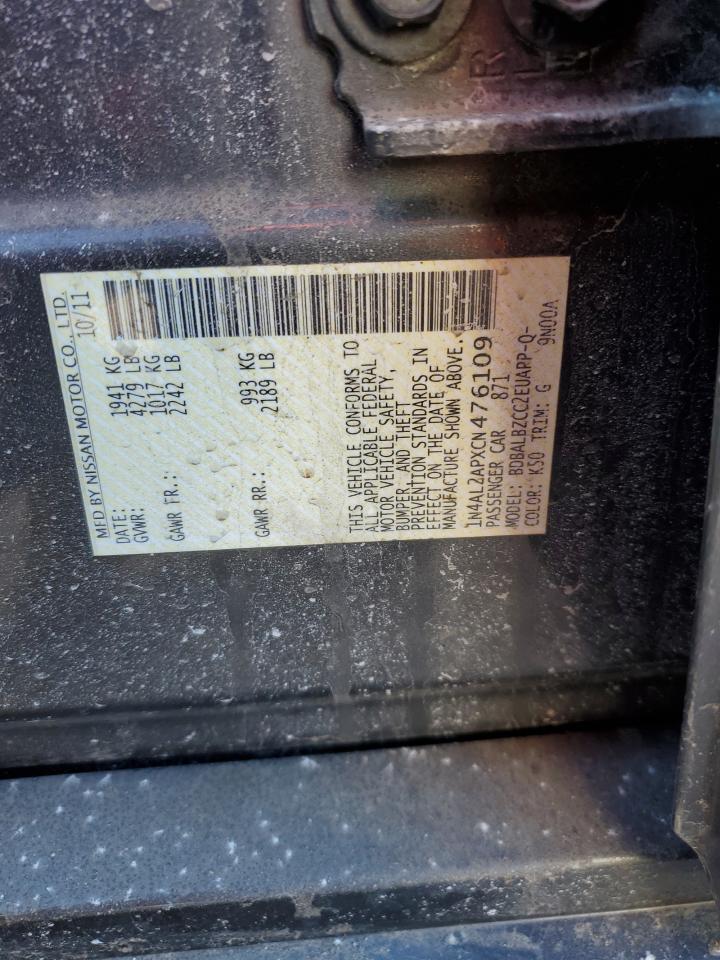 MFD BY NISSAN MOTOR CO., LTD.
DATE: 10/11
GVWR: 1941 KG
4279 LB
GAWR FR.: 1017 KG
2242 LB
GAWR RR.: 993 KG
2189 LB
THIS VEHICLE CONFORMS TO
ALL APPLICABLE FEDERAL
MOTOR VEHICLE SAFETY,
BUMPER, AND THEFT
PREVENTION STANDARDS IN
EFFECT ON THE DATE OF
MANUFACTURE SHOWN ABOVE.
1N4AL2APXCN476109
PASSENGER CAR 871
MODEL: BDBALBZCC2EUAPP-Q-
COLOR: K50 TRIM: G 9N00A
R